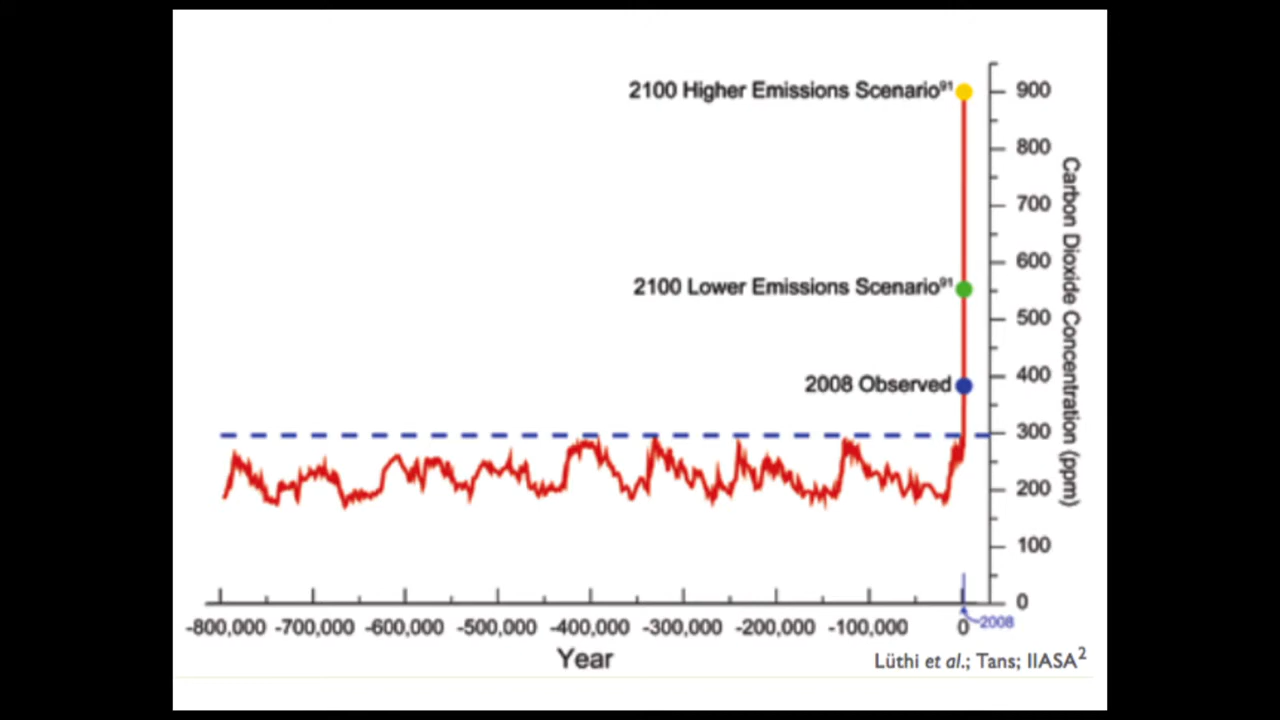 2100 Higher Emissions Scenario91
2100 Lower Emissions Scenario91
2008 Observed
900
800
700
600
500
400
300
200
100
0
Carbon Dioxide Concentration (ppm)
-800,000 -700,000 -600,000 -500,000 -400,000 -300,000 -200,000 -100,000 0 2008
Year
Lüthi et al.; Tans; IIASA2